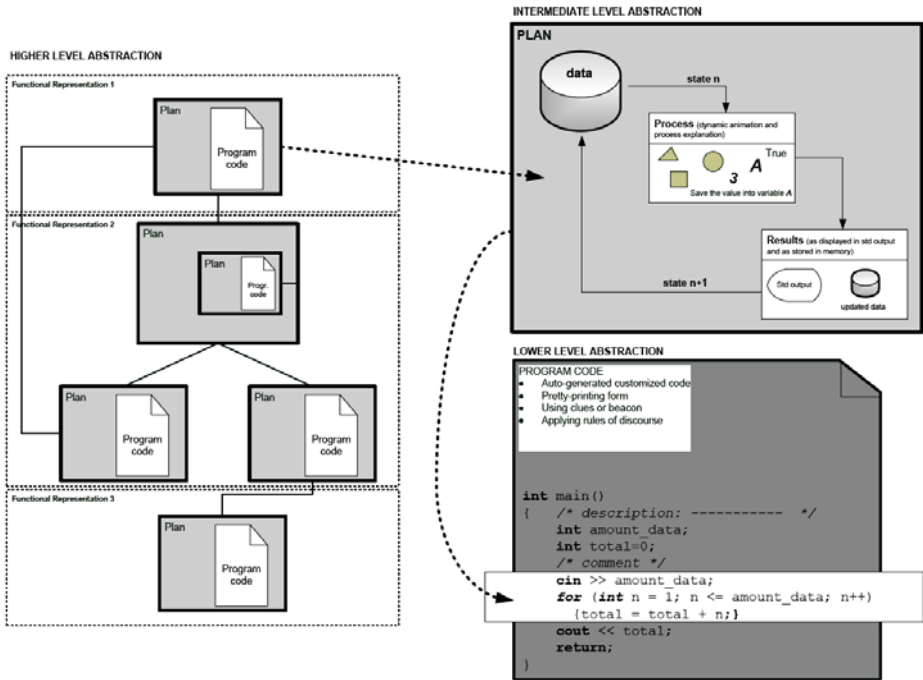 HIGHER LEVEL ABSTRACTION
Functional Representation 1
Plan
Program
code
Functional Representation 2
Plan
Plan
Progr.
code
Plan
Program
code
Plan
Program
code
Functional Representation 3
Plan
Program
code
INTERMEDIATE LEVEL ABSTRACTION
PLAN
data
state n
Process (dynamic animation and
process explanation)
True
A
3
Save the value into variable A
Results (as displayed in std output
and as stored in memory)
state n+1
Std output
updated data
LOWER LEVEL ABSTRACTION
PROGRAM CODE
• Auto-generated customized code
• Pretty-printing form
• Using clues or beacon
• Applying rules of discourse
int main()
{ /* description: ----------- */
int amount_data;
int total=0;
/* comment */
cin >> amount_data;
for (int n = 1; n <= amount_data; n++)
{total = total + n;}
cout << total;
return;
}